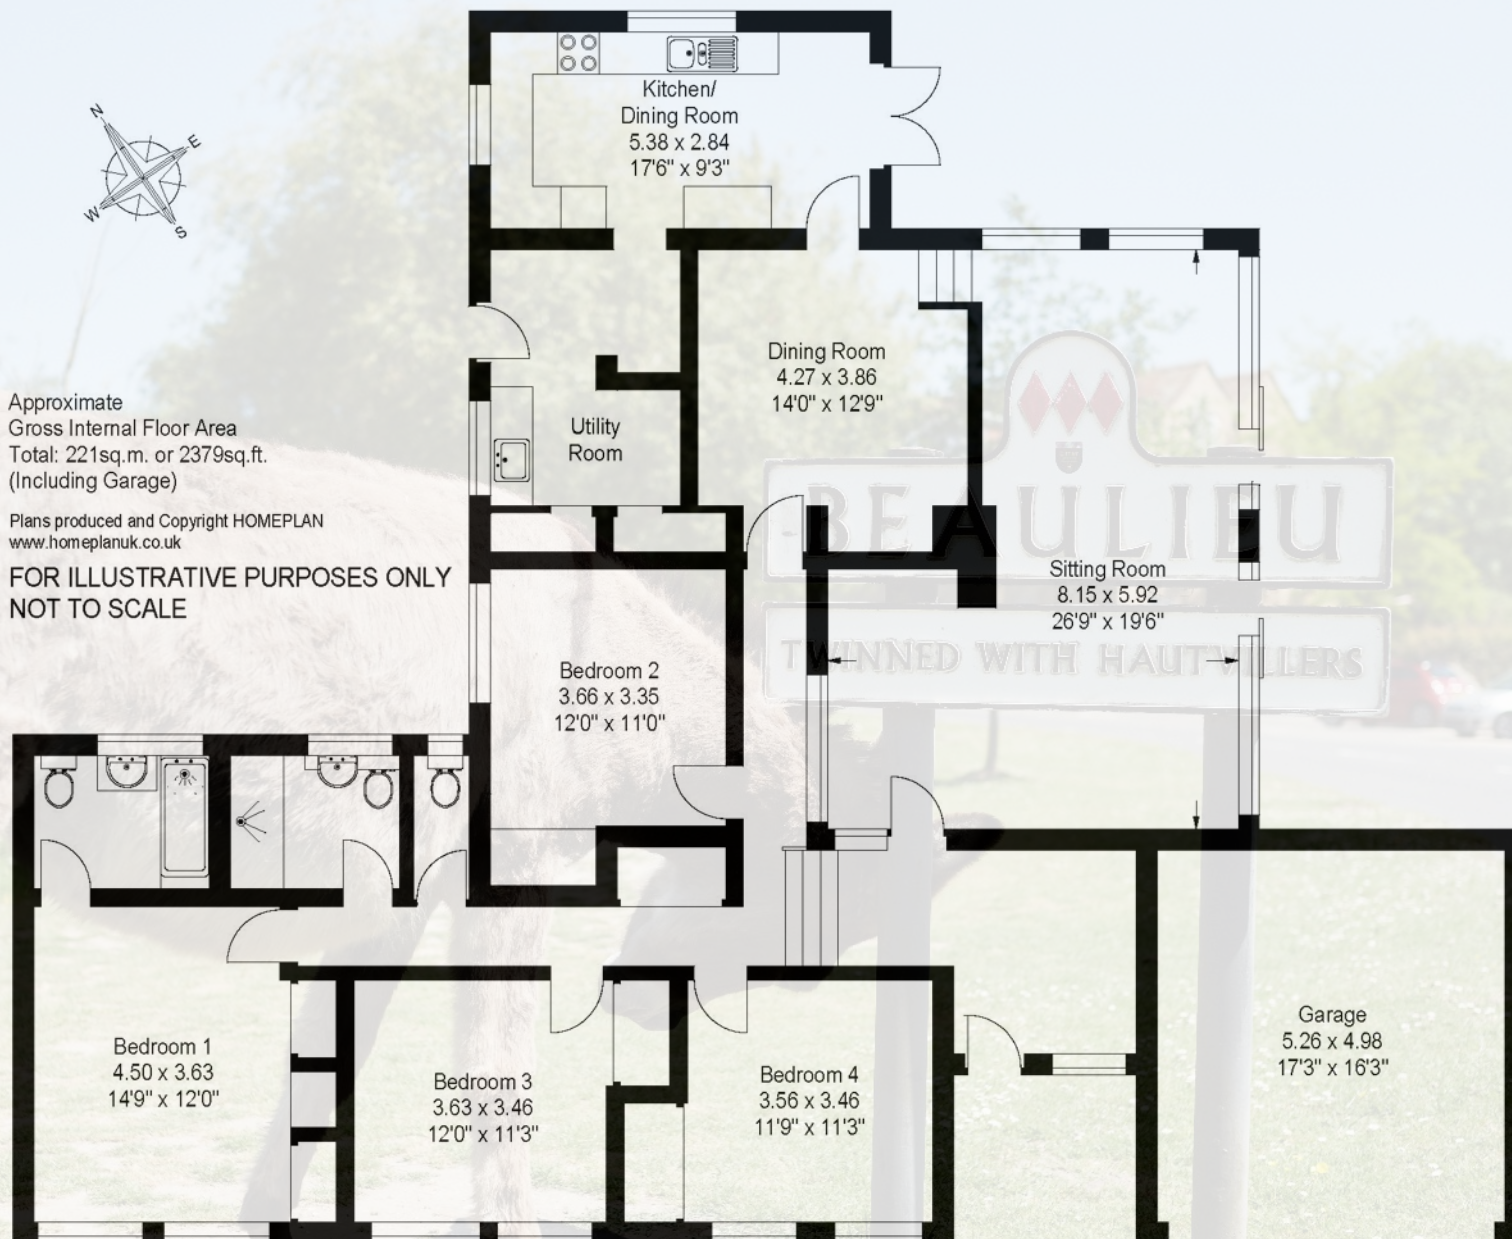 N
E
W
S
Kitchen/
Dining Room
5.38 x 2.84
17'6" x 9'3"
Dining Room
4.27 x 3.86
14'0" x 12'9"
Approximate
Gross Internal Floor Area
Total: 221sq.m. or 2379sq.ft.
(Including Garage)
Plans produced and Copyright HOMEPLAN
www.homeplanuk.co.uk
FOR ILLUSTRATIVE PURPOSES ONLY
NOT TO SCALE
Utility
Room
BEAULIEU
TWINNED WITH HAUTVILLERS
Sitting Room
8.15 x 5.92
26'9" x 19'6"
Bedroom 2
3.66 x 3.35
12'0" x 11'0"
Bedroom 1
4.50 x 3.63
14'9" x 12'0"
Bedroom 3
3.63 x 3.46
12'0" x 11'3"
Bedroom 4
3.56 x 3.46
11'9" x 11'3"
Garage
5.26 x 4.98
17'3" x 16'3"